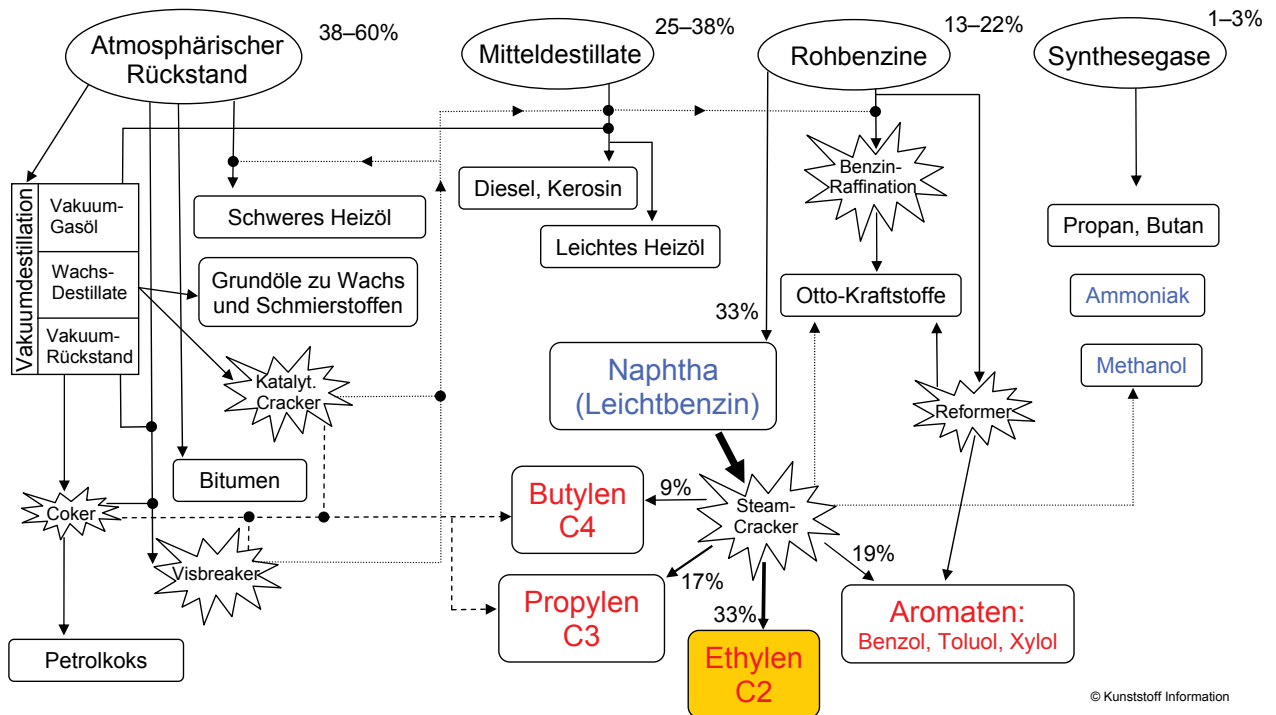 Atmosphärischer
Rückstand
38–60%
Mitteldestillate
25–38%
Rohbenzine
13–22%
Synthesegase
1–3%
Vakuumdestillation
Vakuum-
Gasöl
Wachs-
Destillate
Vakuum-
Rückstand
Schweres Heizöl
Grundöle zu Wachs
und Schmierstoffen
Diesel, Kerosin
Leichtes Heizöl
Benzin-
Raffination
Otto-Kraftstoffe
Propan, Butan
Ammoniak
Methanol
33%
Naphtha
(Leichtbenzin)
Katalyt.
Cracker
Reformer
Bitumen
Coker
Visbreaker
Petrolkoks
Butylen
C4
9%
Steam-
Cracker
Propylen
C3
17%
33%
Ethylen
C2
19%
Aromaten:
Benzol, Toluol, Xylol
© Kunststoff Information